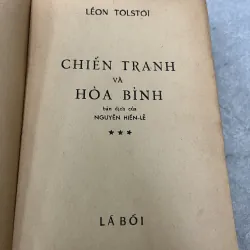 LÉON TOLSTOI
CHIẾN TRANH
VÀ
HÒA BÌNH
bản dịch của
NGUYỄN HIẾN-LÊ
★★★
LÁ BỐI